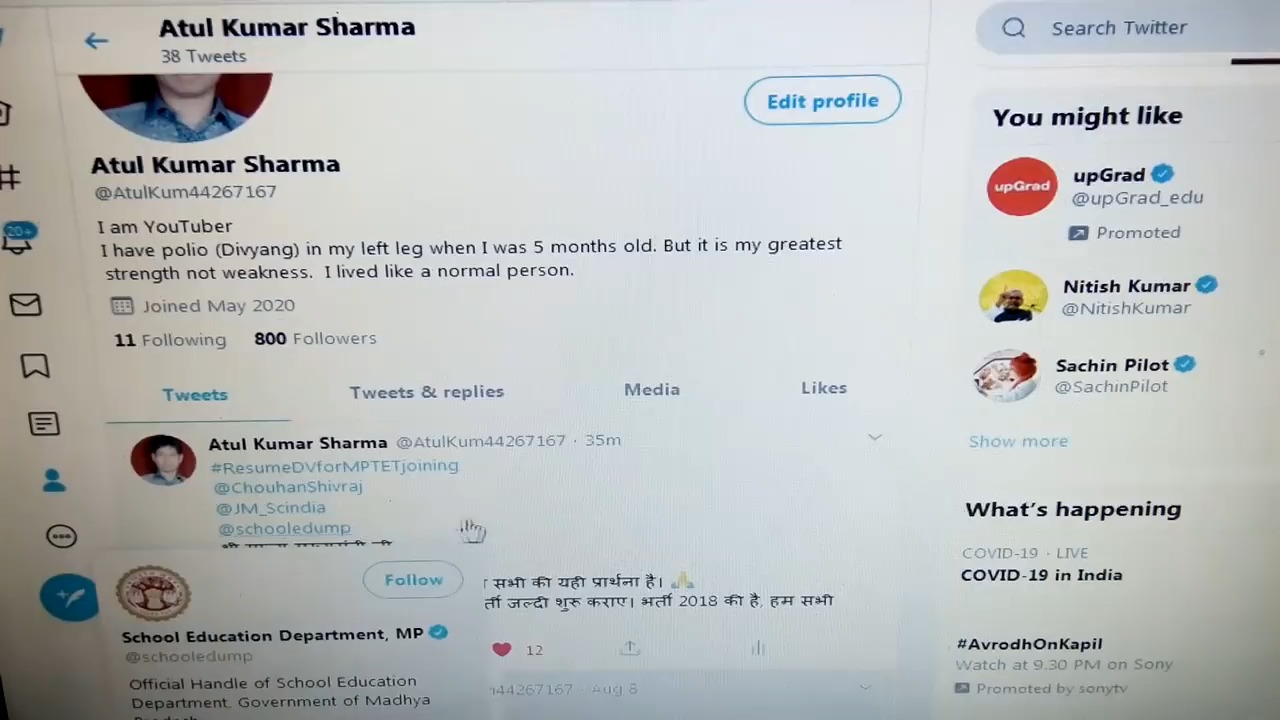 Atul Kumar Sharma
38 Tweets
Search Twitter
Edit profile
Atul Kumar Sharma
@AtulKum44267167
I am YouTuber
I have polio (Divyang) in my left leg when I was 5 months old. But it is my greatest
strength not weakness. I lived like a normal person.
Joined May 2020
11 Following 800 Followers
Tweets Tweets & replies Media Likes
Atul Kumar Sharma @AtulKum44267167 · 35m
#ResumeDVforMPTETjoining
@ChouhanShivraj
@JM_Scindia
@schooledump
सभी की यही प्रार्थना है। 🙏
र्ती जल्दी शुरू कराए। भर्ती 2018 की है, हम सभी
12
44267167 · Aug 8
Follow
School Education Department, MP
@schooledump
Official Handle of School Education
Department, Government of Madhya
20+
You might like
upGrad
upGrad
@upGrad_edu
Promoted
Nitish Kumar
@NitishKumar
Sachin Pilot
@SachinPilot
Show more
What's happening
COVID-19 · LIVE
COVID-19 in India
#AvrodhOnKapil
Watch at 9.30 PM on Sony
Promoted by sonytv